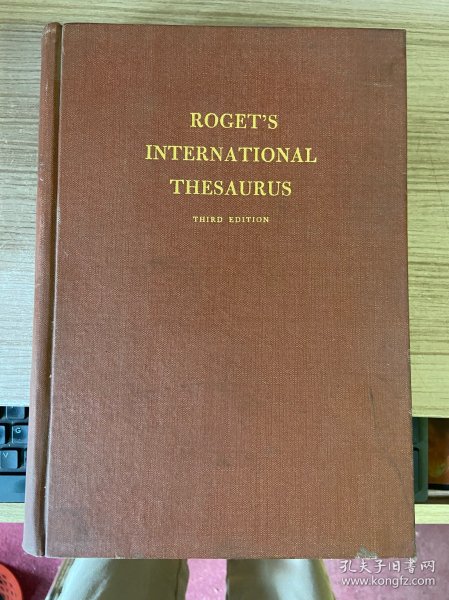 ROGET'S
INTERNATIONAL
THESAURUS
THIRD EDITION
孔夫子旧书网
www.kongfz.com